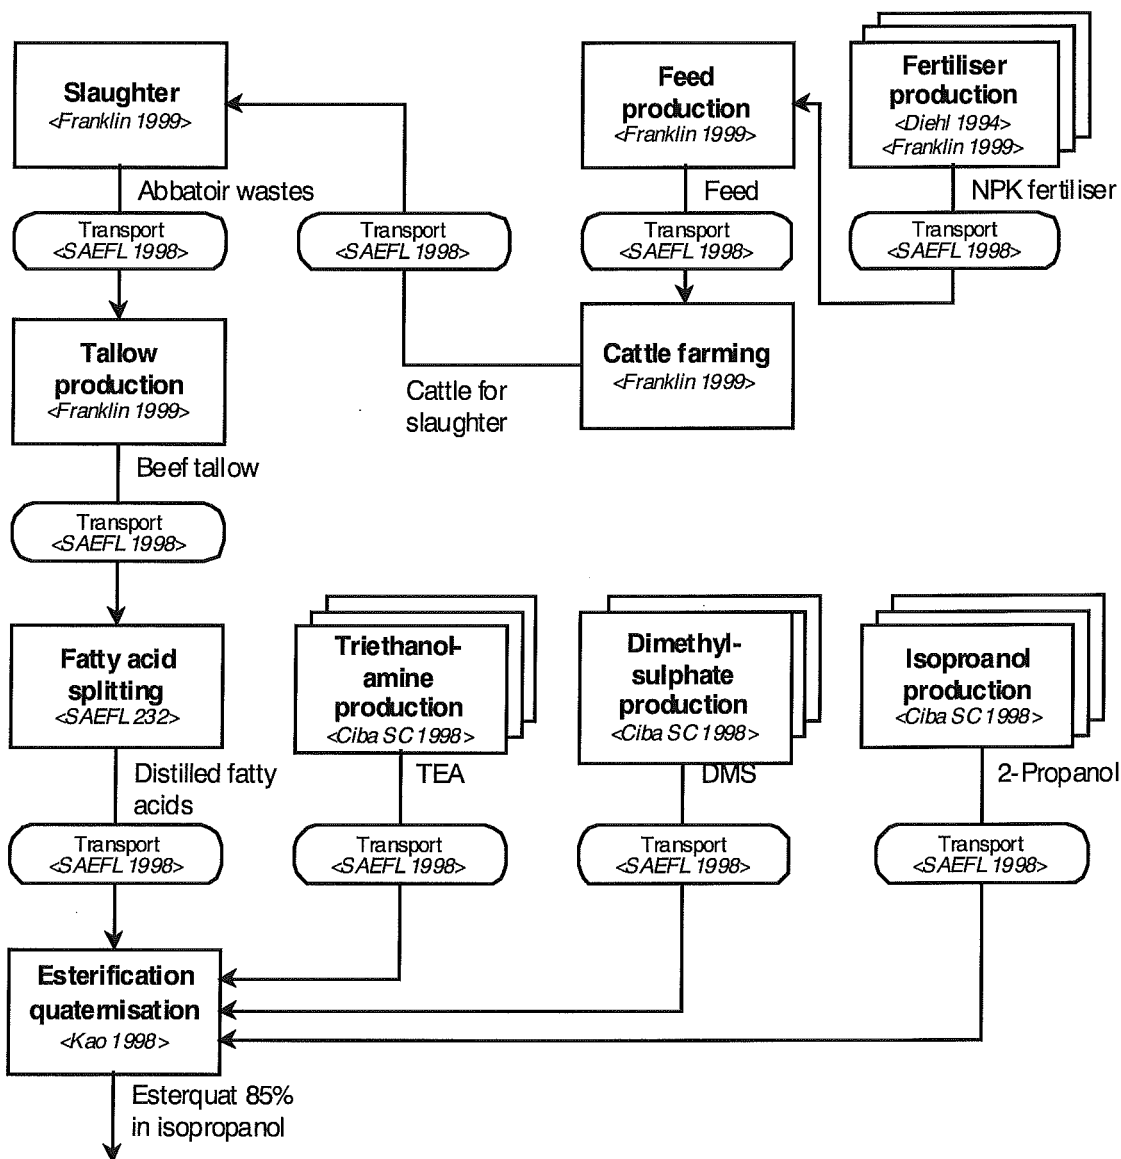 Slaughter
<Franklin 1999>
Feed
production
<Franklin 1999>
Fertiliser
production
<Diehl 1994>
<Franklin 1999>
Abbatoir wastes
Feed
NPK fertiliser
Transport
<SAEFL 1998>
Transport
<SAEFL 1998>
Transport
<SAEFL 1998>
Transport
<SAEFL 1998>
Tallow
production
<Franklin 1999>
Cattle for
slaughter
Cattle farming
<Franklin 1999>
Beef tallow
Transport
<SAEFL 1998>
Fatty acid
splitting
<SAEFL 232>
Triethanol-
amine
production
<Ciba SC 1998>
Dimethyl-
sulphate
production
<Ciba SC 1998>
Isoproanol
production
<Ciba SC 1998>
Distilled fatty
acids
TEA
DMS
2-Propanol
Transport
<SAEFL 1998>
Transport
<SAEFL 1998>
Transport
<SAEFL 1998>
Transport
<SAEFL 1998>
Esterification
quaternisation
<Kao 1998>
Esterquat 85%
in isopropanol